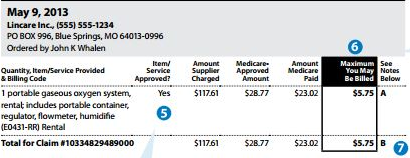 May 9, 2013
Lincare Inc., (555) 555-1234
PO BOX 996, Blue Springs, MO 64013-0996
Ordered by John K Whalen
6
Quantity, Item/Service Provided & Billing Code Item/Service Approved? Amount Supplier Charged Medicare-Approved Amount Amount Medicare Paid Maximum You May Be Billed See Notes Below
1 portable gaseous oxygen system, Yes $117.61 $28.77 $23.02 $5.75 A
rental; includes portable container,
regulator, flowmeter, humidifie
(E0431-RR) Rental
5
Total for Claim #10334829489000 $117.61 $28.77 $23.02 $5.75 B
7